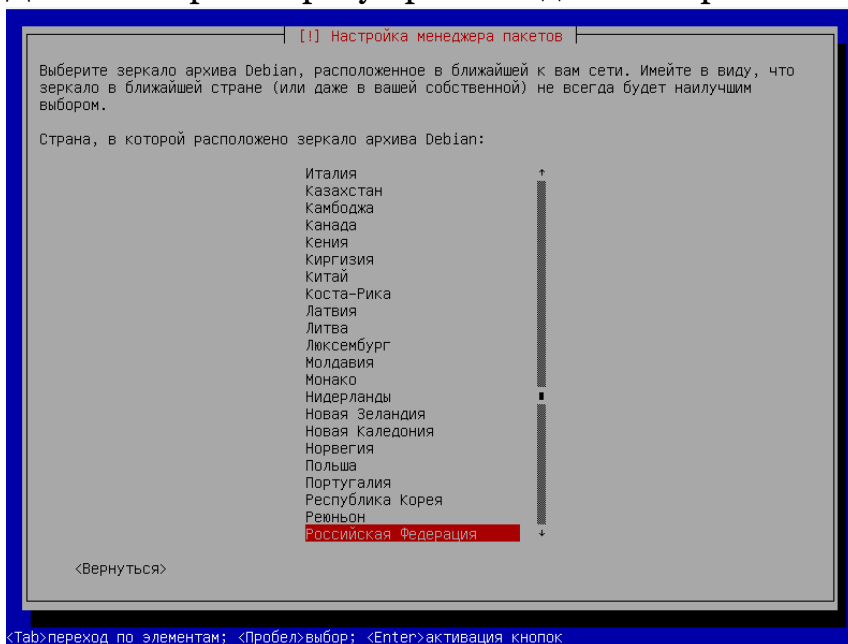 [!] Настройка менеджера пакетов
Выберите зеркало архива Debian, расположенное в ближайшей к вам сети. Имейте в виду, что
зеркало в ближайшей стране (или даже в вашей собственной) не всегда будет наилучшим
выбором.
Страна, в которой расположено зеркало архива Debian:
Италия
Казахстан
Камбоджа
Канада
Кения
Киргизия
Китай
Коста-Рика
Латвия
Литва
Люксембург
Молдавия
Монако
Нидерланды
Новая Зеландия
Новая Каледония
Норвегия
Польша
Португалия
Республика Корея
Реюньон
Российская Федерация
<Вернуться>
<Tab>переход по элементам; <Пробел>выбор; <Enter>активация кнопок